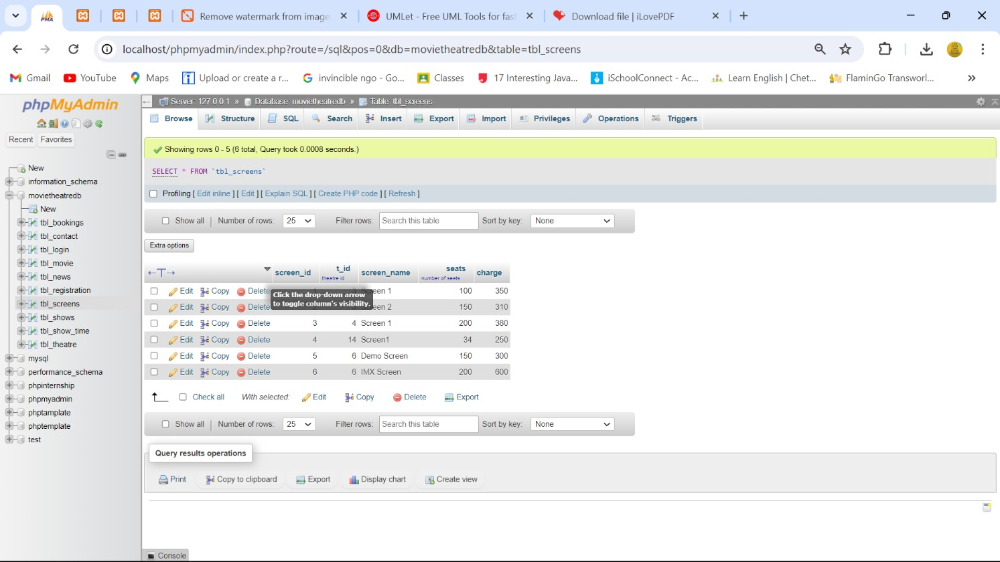 PMA
Remove watermark from image
UMLet - Free UML Tools for fast
Download file | iLovePDF
localhost/phpmyadmin/index.php?route=/sql&pos=0&db=movietheatredb&table=tbl_screens
Gmail YouTube Maps Upload or create a r... invincible ngo - Go... Classes 17 Interesting Java... iSchoolConnect - Ac... Learn English | Chet... FlaminGo Transworl... »
phpMyAdmin
Recent Favorites
New
information_schema
movietheatredb
New
tbl_bookings
tbl_contact
tbl_login
tbl_movie
tbl_news
tbl_registration
tbl_screens
tbl_shows
tbl_show_time
tbl_theatre
mysql
performance_schema
phpinternship
phpmyadmin
phptamplate
phptemplate
test
Server: 127.0.0.1 » Database: movietheatredb » Table: tbl_screens
Browse Structure SQL Search Insert Export Import Privileges Operations Triggers
Showing rows 0 - 5 (6 total, Query took 0.0008 seconds.)
SELECT * FROM `tbl_screens`
Profiling [ Edit inline ] [ Edit ] [ Explain SQL ] [ Create PHP code ] [ Refresh ]
Show all | Number of rows: 25 Filter rows: Search this table Sort by key: None
Extra options
←T→ screen_id t_id theatre id screen_name seats number of seats charge
Edit Copy Delete Screen 1 100 350
Click the drop-down arrow
to toggle column's visibility.
Edit Copy Delete een 2 150 310
Edit Copy Delete 3 4 Screen 1 200 380
Edit Copy Delete 4 14 Screen1 34 250
Edit Copy Delete 5 6 Demo Screen 150 300
Edit Copy Delete 6 6 IMX Screen 200 600
Check all With selected: Edit Copy Delete Export
Show all | Number of rows: 25 Filter rows: Search this table Sort by key: None
Query results operations
Print Copy to clipboard Export Display chart Create view
Console